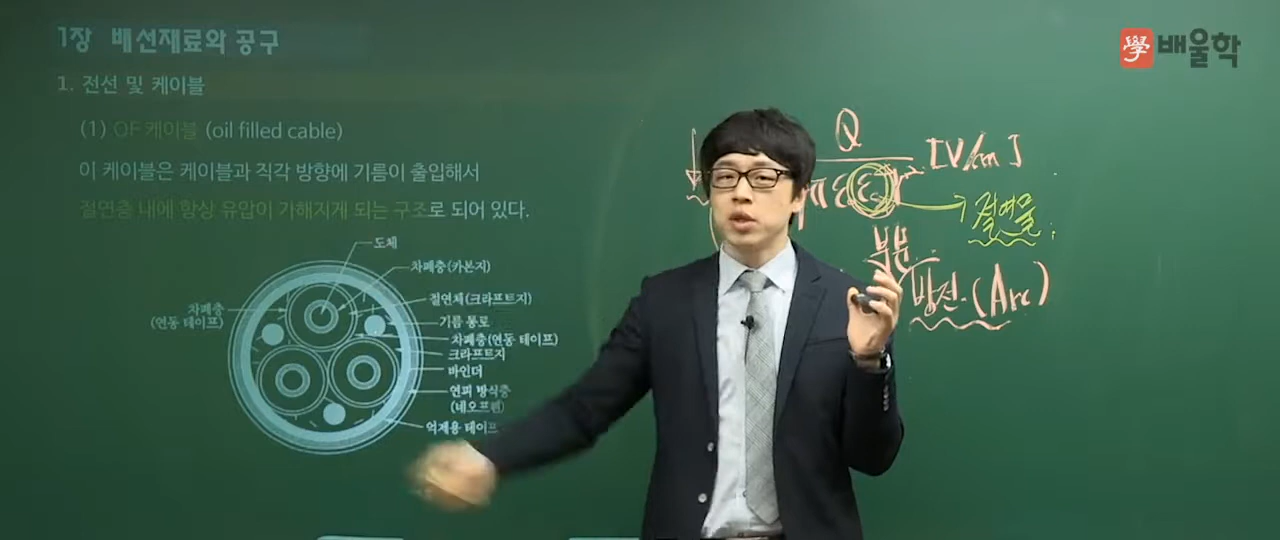 1장 배선재료와 공구
學 배울학
1. 전선 및 케이블
(1) OF 케이블 (oil filled cable)
이 케이블은 케이블과 직각 방향에 기름이 출입해서
절연층 내에 항상 유압이 가해지게 되는 구조로 되어 있다.
도체
차폐층(카본지)
절연체(크라프트지)
기름 통로
차폐층(연동 테이프)
크라프트지
바인더
연피 방식층
(네오프렌)
억제용 테이프
차폐층
(연동 테이프)
Q
[V/m]
π ε ε r²
절연물
부분
방전 (Arc)